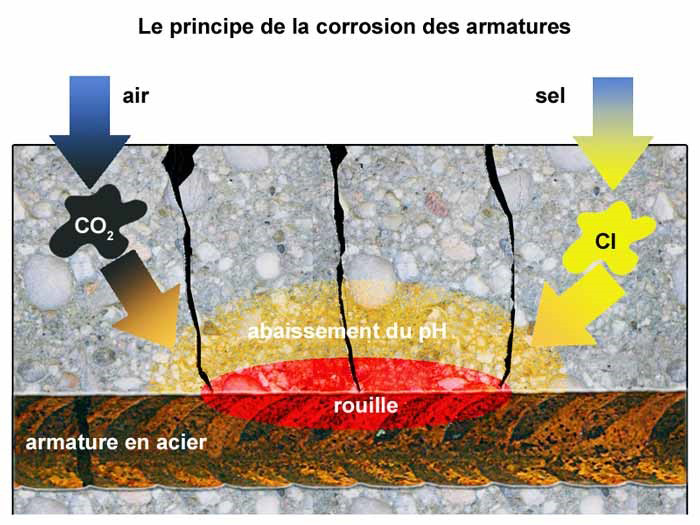 Le principe de la corrosion des armatures
air
sel
CO₂
Cl
abaissement du pH
rouille
armature en acier